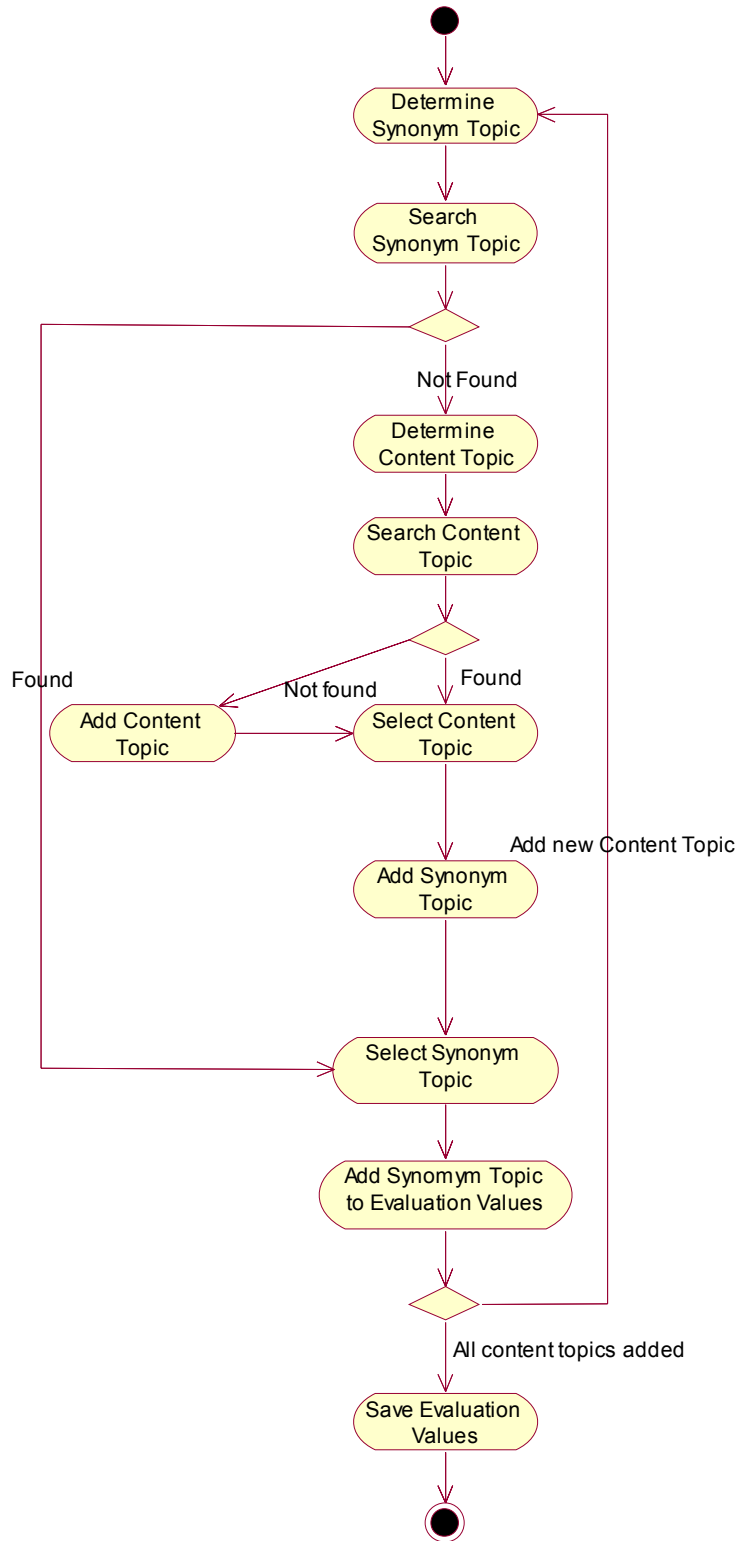 Determine
Synonym Topic
Search
Synonym Topic
Not Found
Determine
Content Topic
Search Content
Topic
Found
Not found
Found
Add Content
Topic
Select Content
Topic
Add new Content Topic
Add Synonym
Topic
Select Synonym
Topic
Add Synomym Topic
to Evaluation Values
All content topics added
Save Evaluation
Values